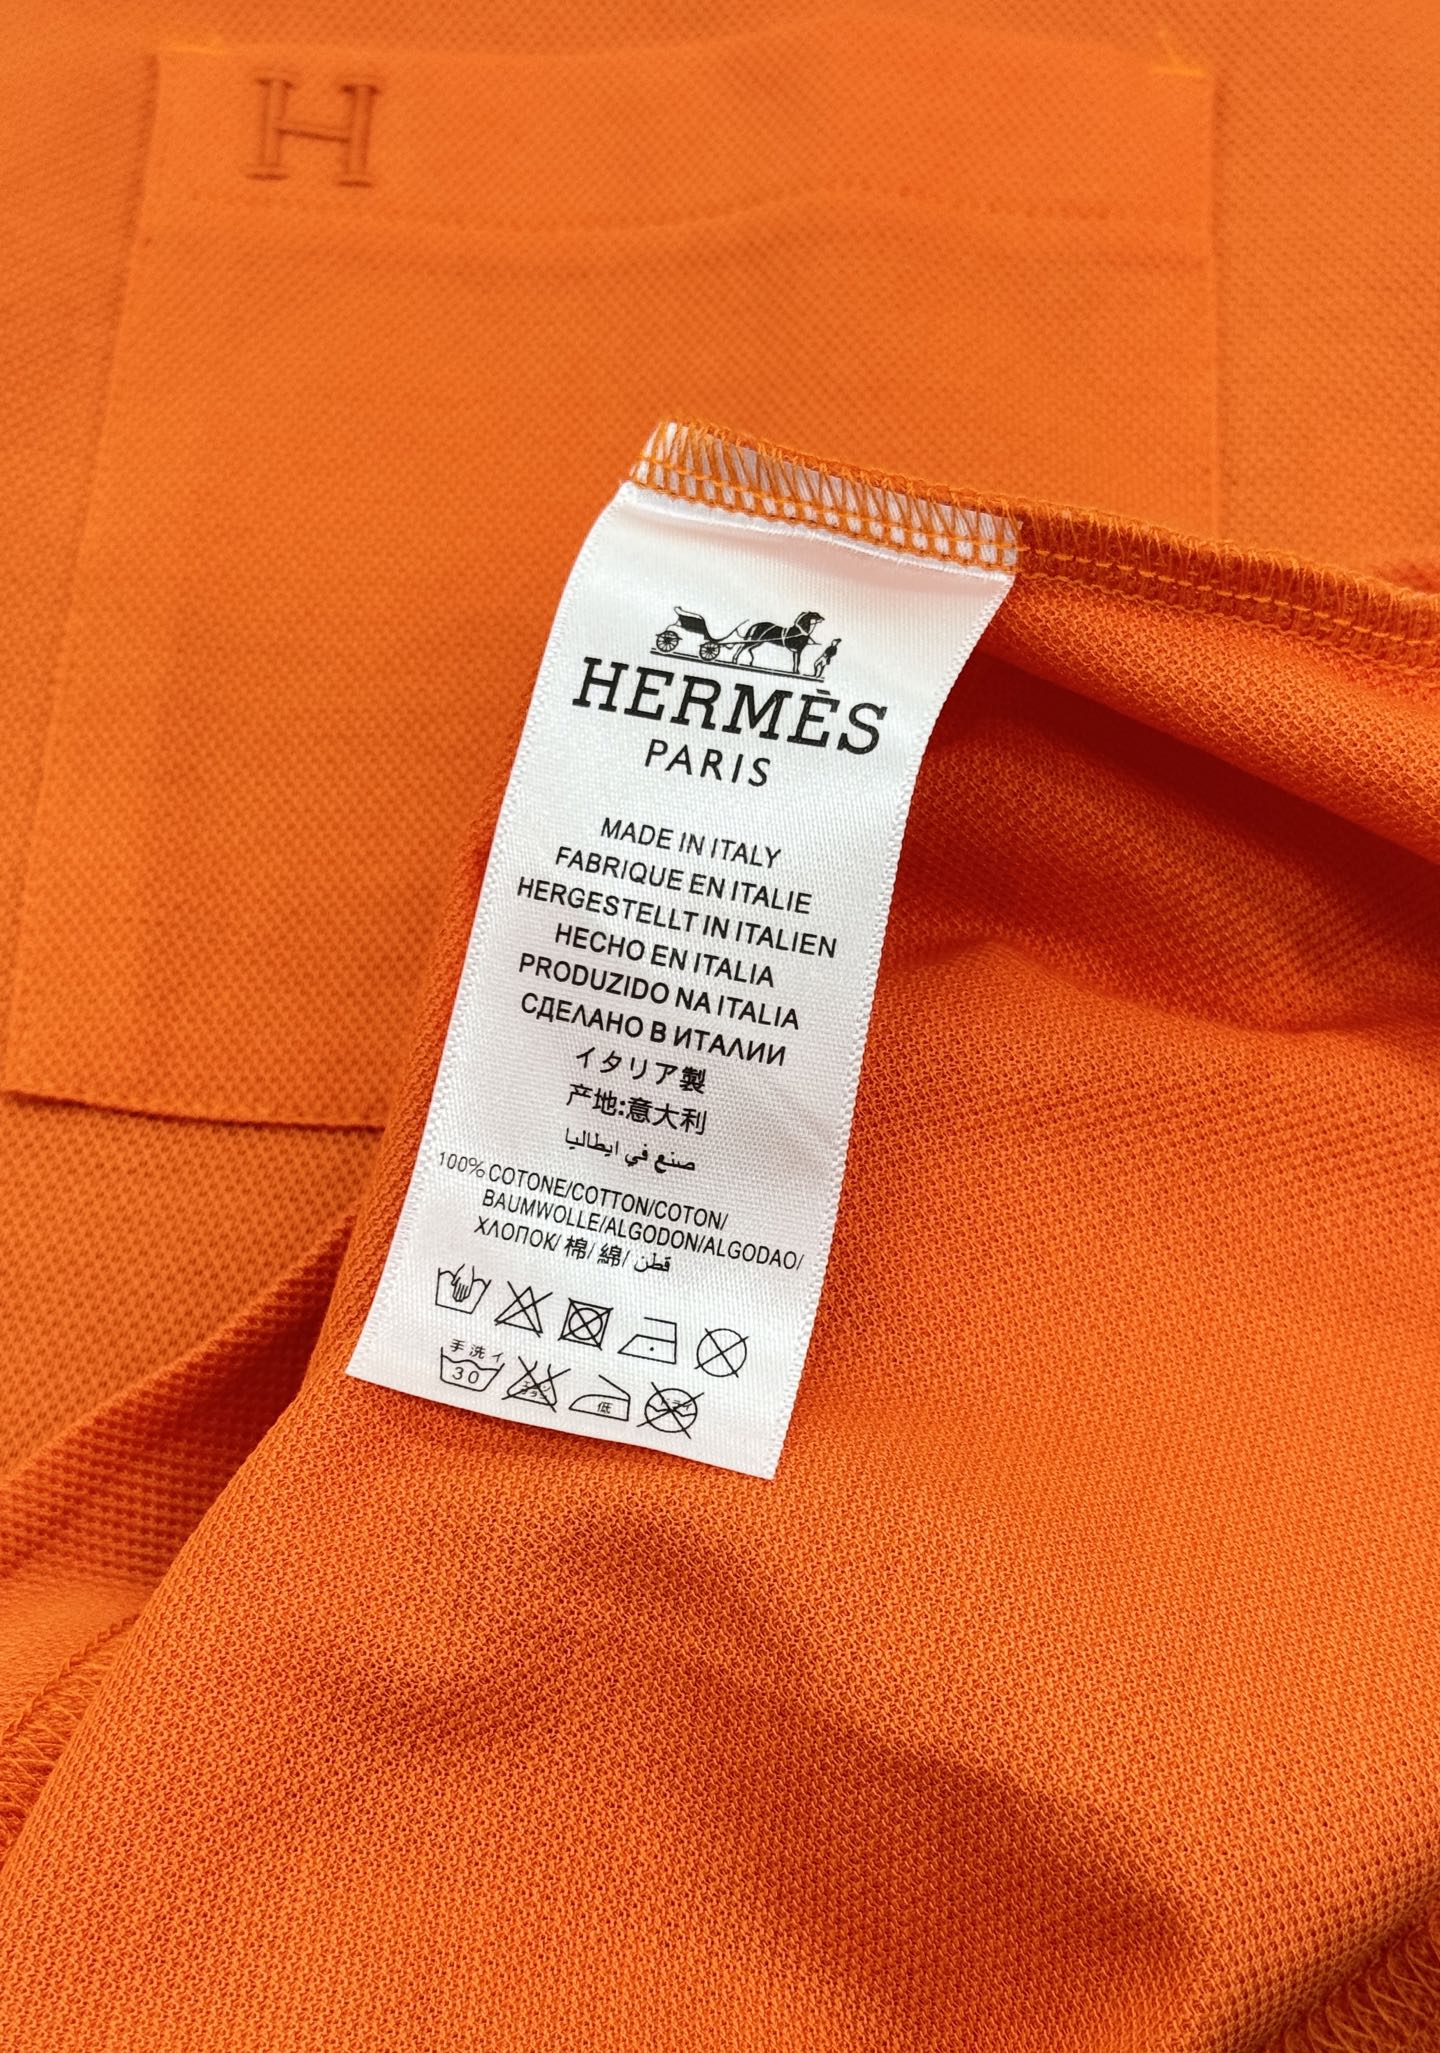 H
HERMÈS
PARIS
MADE IN ITALY
FABRIQUE EN ITALIE
HERGESTELLT IN ITALIEN
HECHO EN ITALIA
PRODUZIDO NA ITALIA
СДЕЛАНО В ИТАЛИИ
イタリア製
产地:意大利
صنع في ايطاليا
100% COTONE/COTTON/COTON/
BAUMWOLLE/ALGODON/ALGODAO/
ХЛОПОК/ 棉/ 綿/ قطن
手洗イ
30
低